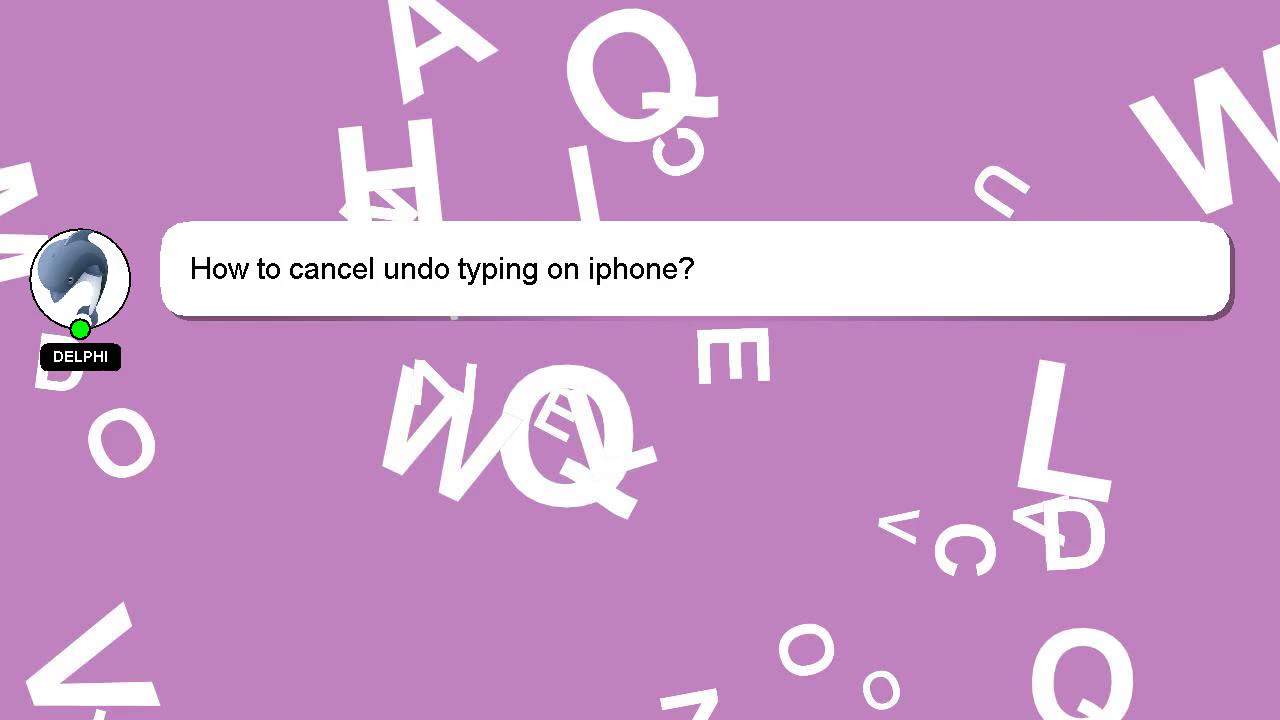 A
Q
C
H
I
W
U
How to cancel undo typing on iphone?
DELPHI
D
E
O
W
Q
E
L
V
C
A
D
V
O
O
Q